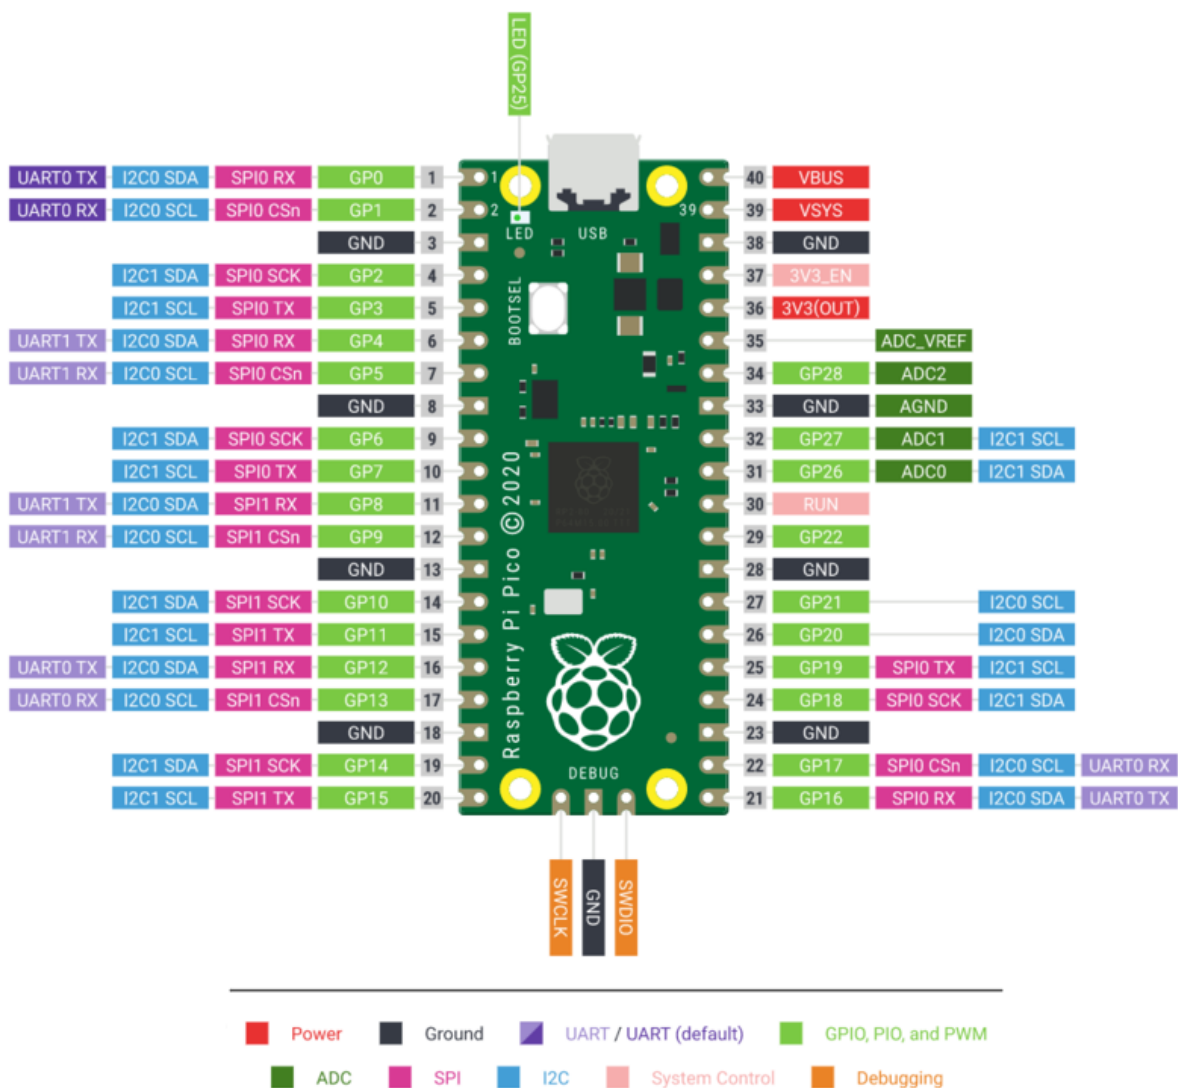 LED (GP25)
UART0 TX I2C0 SDA SPI0 RX GP0 1 1 40 VBUS
UART0 RX I2C0 SCL SPI0 CSn GP1 2 2 39 39 VSYS
LED USB
GND 3 38 GND
I2C1 SDA SPI0 SCK GP2 4 37 3V3_EN
BOOTSEL
I2C1 SCL SPI0 TX GP3 5 36 3V3(OUT)
UART1 TX I2C0 SDA SPI0 RX GP4 6 35 ADC_VREF
UART1 RX I2C0 SCL SPI0 CSn GP5 7 34 GP28 ADC2
GND 8 33 GND AGND
I2C1 SDA SPI0 SCK GP6 9 32 GP27 ADC1 I2C1 SCL
I2C1 SCL SPI0 TX GP7 10 31 GP26 ADC0 I2C1 SDA
UART1 TX I2C0 SDA SPI1 RX GP8 11 30 RUN
UART1 RX I2C0 SCL SPI1 CSn GP9 12 29 GP22
Raspberry Pi Pico ©2020
GND 13 28 GND
I2C1 SDA SPI1 SCK GP10 14 27 GP21 I2C0 SCL
I2C1 SCL SPI1 TX GP11 15 26 GP20 I2C0 SDA
UART0 TX I2C0 SDA SPI1 RX GP12 16 25 GP19 SPI0 TX I2C1 SCL
UART0 RX I2C0 SCL SPI1 CSn GP13 17 24 GP18 SPI0 SCK I2C1 SDA
GND 18 23 GND
I2C1 SDA SPI1 SCK GP14 19 22 GP17 SPI0 CSn I2C0 SCL UART0 RX
DEBUG
I2C1 SCL SPI1 TX GP15 20 21 GP16 SPI0 RX I2C0 SDA UART0 TX
SWCLK
GND
SWDIO
Power Ground UART / UART (default) GPIO, PIO, and PWM
ADC SPI I2C System Control Debugging